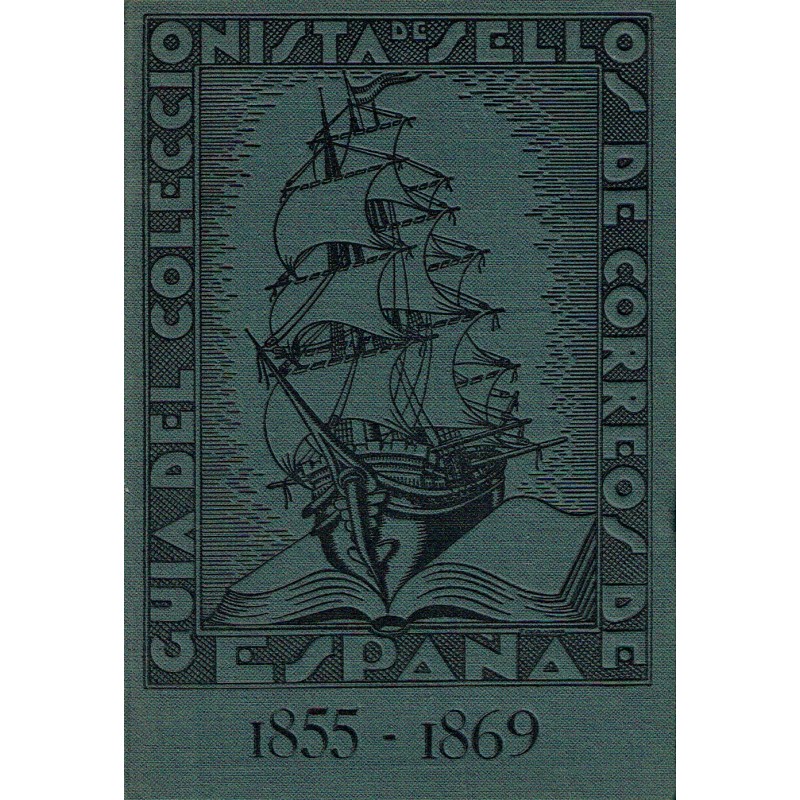 GUIA DEL COLECCIONISTA DE SELLOS DE CORREOS DE ESPAÑA
1855 - 1869